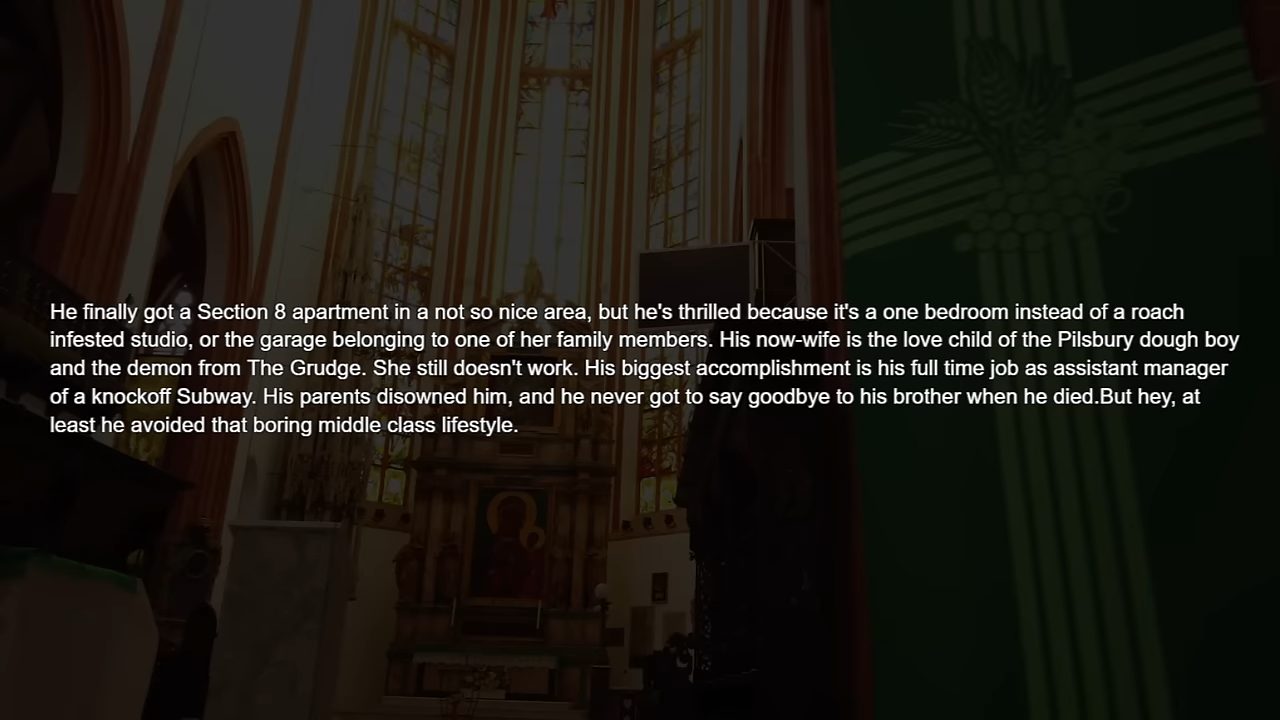 He finally got a Section 8 apartment in a not so nice area, but he's thrilled because it's a one bedroom instead of a roach
infested studio, or the garage belonging to one of her family members. His now-wife is the love child of the Pilsbury dough boy
and the demon from The Grudge. She still doesn't work. His biggest accomplishment is his full time job as assistant manager
of a knockoff Subway. His parents disowned him, and he never got to say goodbye to his brother when he died.But hey, at
least he avoided that boring middle class lifestyle.